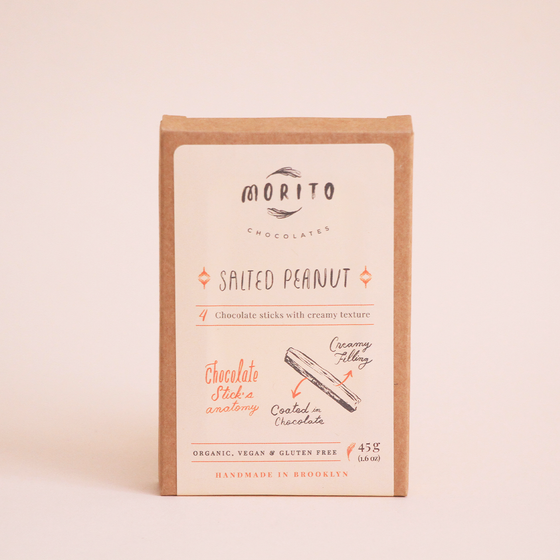 MORITO
CHOCOLATES
SALTED PEANUT
4 Chocolate sticks with creamy texture
Creamy
Filling
Chocolate
Stick's
anatomy
Coated in
Chocolate
ORGANIC, VEGAN & GLUTEN FREE
45g
(1.6 oz)
HANDMADE IN BROOKLYN